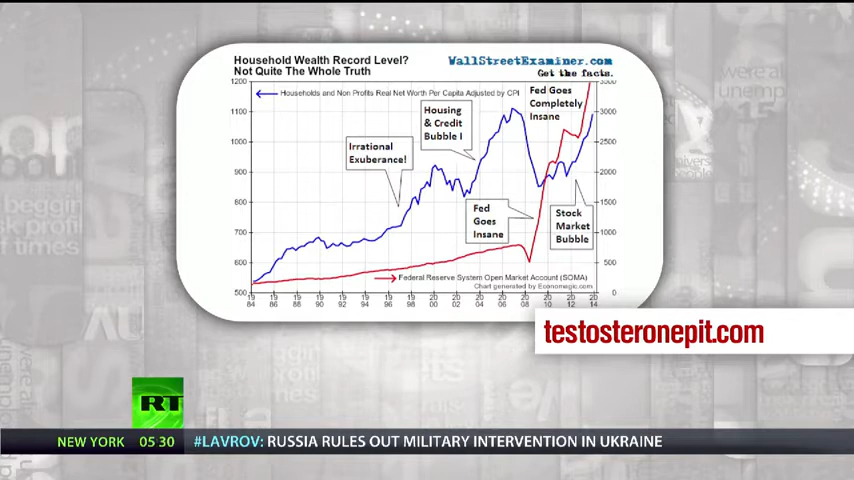 Household Wealth Record Level?
Not Quite The Whole Truth
WallStreetExaminer.com
Get the facts.
1200
1100
1000
900
800
700
600
500
3500
3000
2500
2000
1500
1000
500
0
Households and Non Profits Real Net Worth Per Capita Adjusted by CPI
Irrational
Exuberance!
Housing
& Credit
Bubble I
Fed Goes
Completely
Insane
Fed
Goes
Insane
Stock
Market
Bubble
Federal Reserve System Open Market Account (SOMA)
Chart generated by Economagic.com
19 19 19 19 19 19 19 19 20 20 20 20 20 20 20 20
84 86 88 90 92 94 96 98 00 02 04 06 08 10 12 14
testosteronepit.com
RT
NEW YORK 05:30 #LAVROV: RUSSIA RULES OUT MILITARY INTERVENTION IN UKRAINE